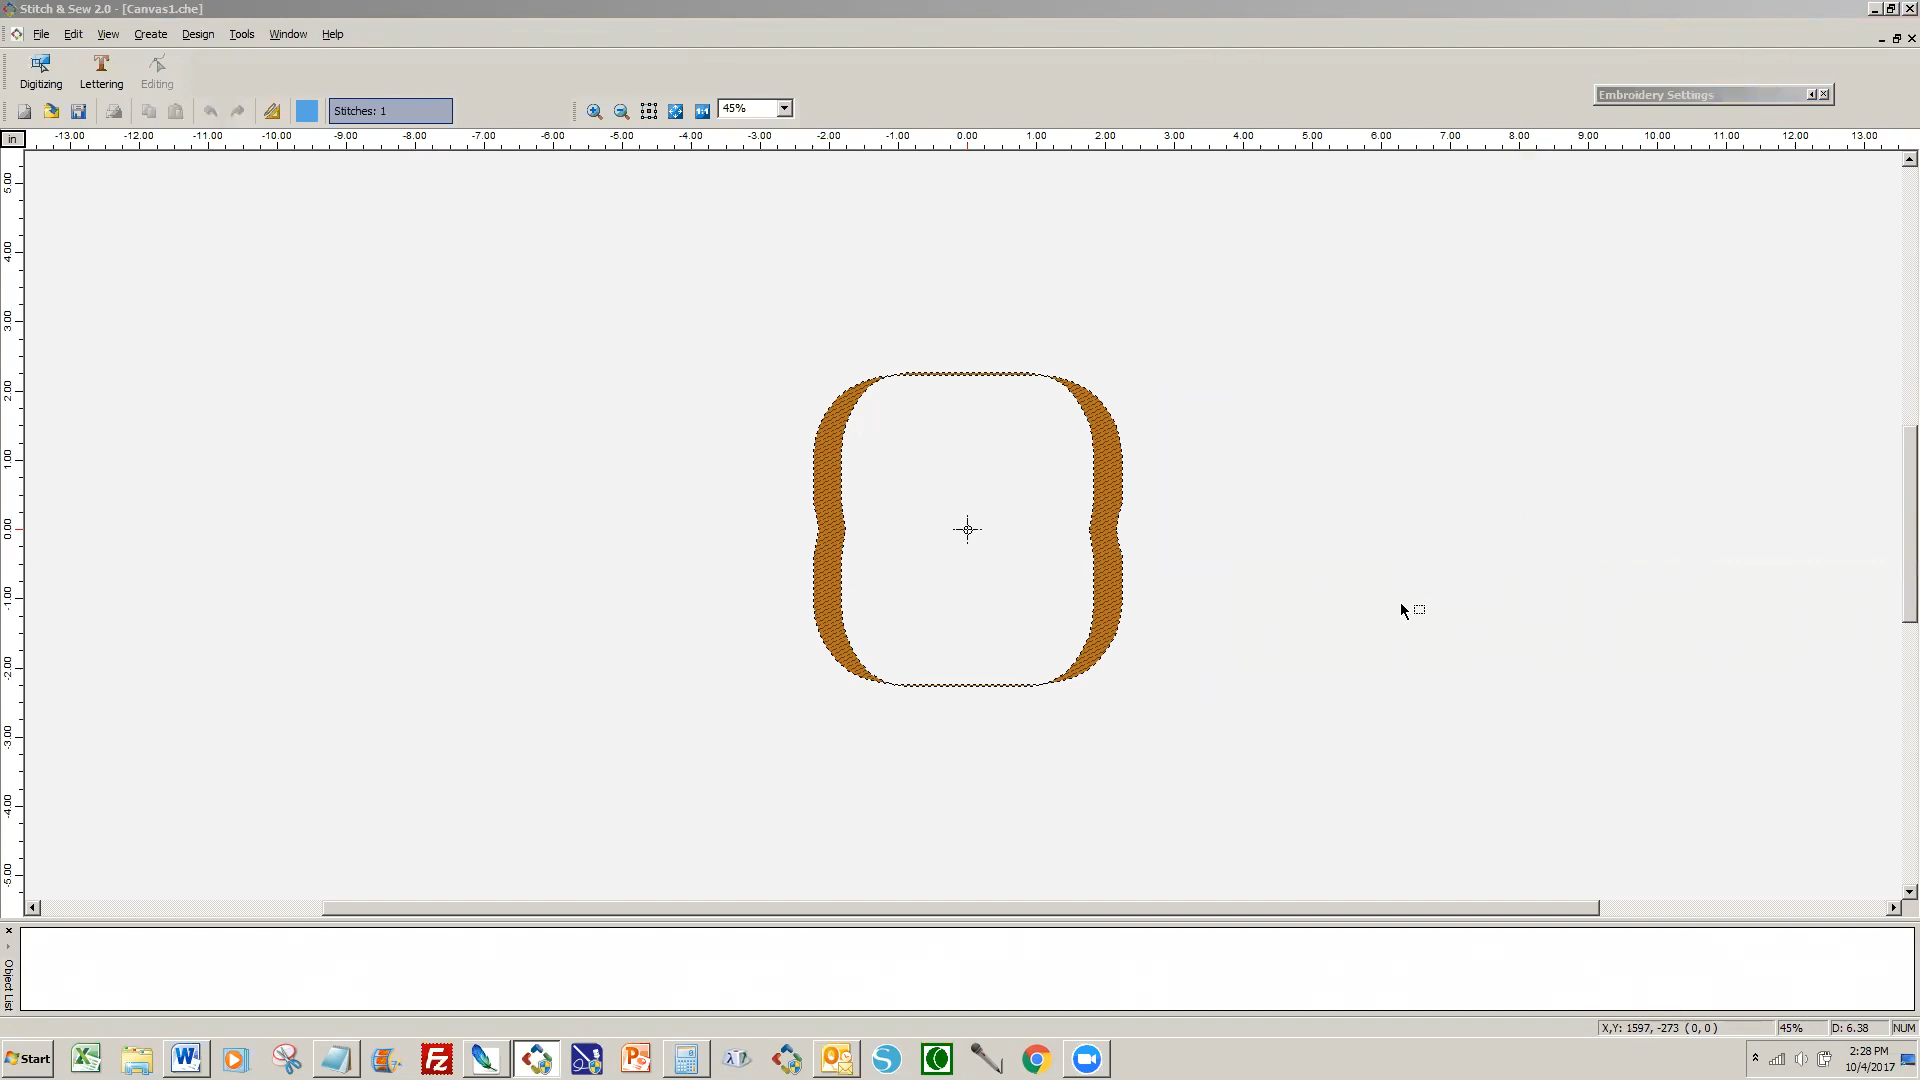 Stitch & Sew 2.0 - [Canvas1.che]
File Edit View Create Design Tools Window Help
Digitizing Lettering Editing
Embroidery Settings
Stitches: 1
45%
in
-13.00 -12.00 -11.00 -10.00 -9.00 -8.00 -7.00 -6.00 -5.00 -4.00 -3.00 -2.00 -1.00 0.00 1.00 2.00 3.00 4.00 5.00 6.00 7.00 8.00 9.00 10.00 11.00 12.00 13.00
5.00
4.00
3.00
2.00
1.00
0.00
-1.00
-2.00
-3.00
-4.00
-5.00
Object List
X,Y: 1597, -273 ( 0, 0 ) 45% D: 6.38 NUM
Start
2:28 PM
10/4/2017